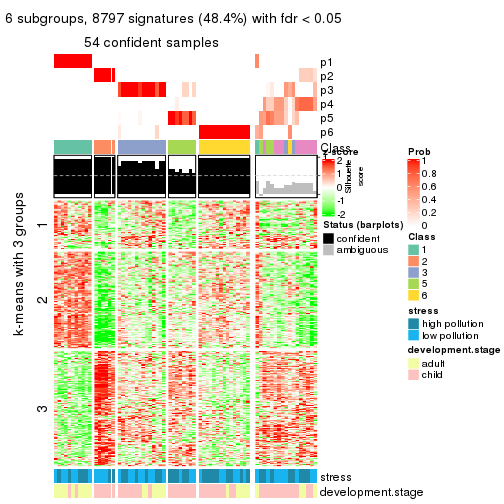 6 subgroups, 8797 signatures (48.4%) with fdr < 0.05
54 confident samples
p1
p2
p3
p4
p5
p6
Class
k-means with 3 groups
1
2
3
z-score
2
1
0
-1
-2
1
Silhouette
score
Prob
1
0.8
0.6
0.4
0.2
0
Status (barplots)
confident
ambiguous
Class
1
2
3
5
6
stress
high pollution
low pollution
development.stage
adult
child
stress
development.stage